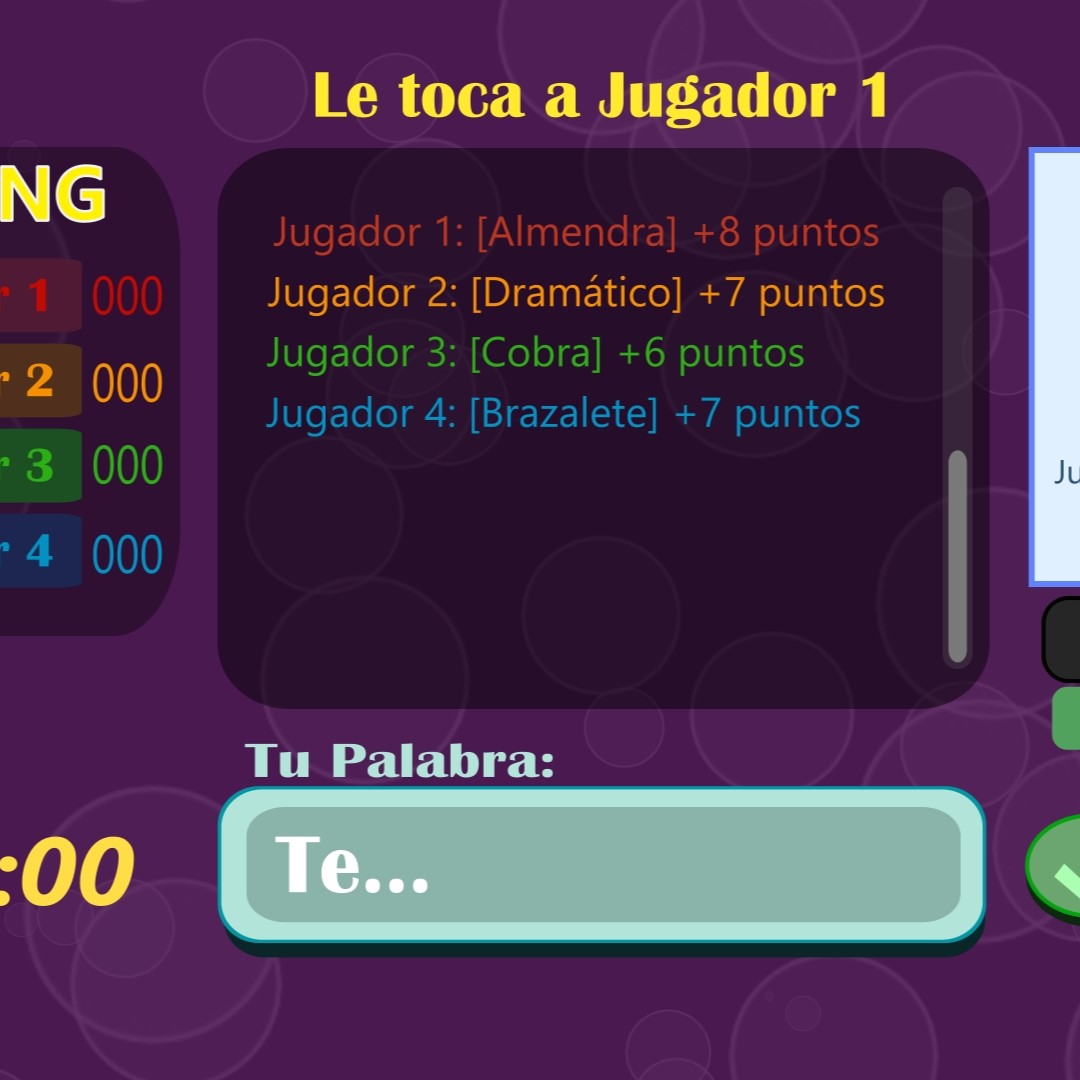 Le toca a Jugador 1
NG
r 1 000
r 2 000
r 3 000
r 4 000
Jugador 1: [Almendra] +8 puntos
Jugador 2: [Dramático] +7 puntos
Jugador 3: [Cobra] +6 puntos
Jugador 4: [Brazalete] +7 puntos
Ju
Tu Palabra:
:00
Te...